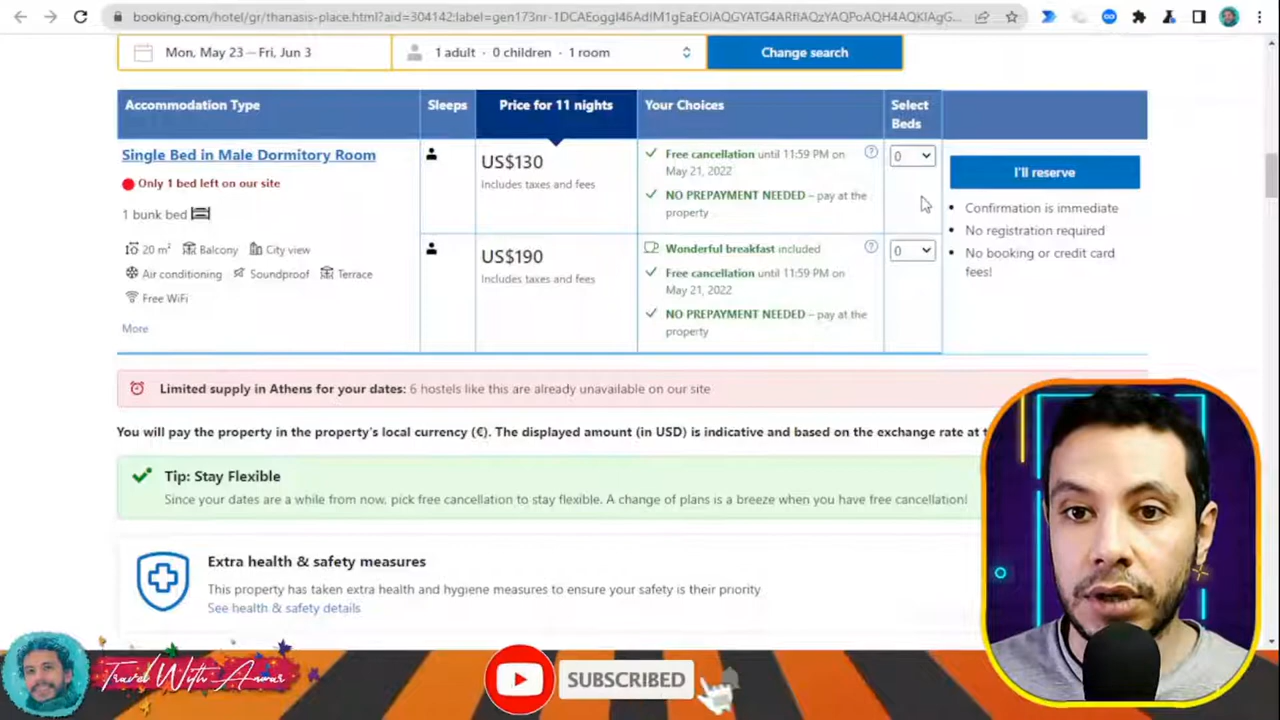 booking.com/hotel/gr/thanasis-place.html?aid=304142:label=gen173nr-1DCAEoggI46AdIM1gEaEOIAQGYATG4ARfIAQzYAQPoAQH4AQKIAgG...
Mon, May 23 — Fri, Jun 3
1 adult · 0 children · 1 room
Change search
Accommodation Type
Sleeps
Price for 11 nights
Your Choices
Select
Beds
Single Bed in Male Dormitory Room
Only 1 bed left on our site
1 bunk bed
20 m²
Balcony
City view
Air conditioning
Soundproof
Terrace
Free WiFi
More
US$130
Includes taxes and fees
Free cancellation until 11:59 PM on
May 21, 2022
NO PREPAYMENT NEEDED – pay at the
property
0
US$190
Includes taxes and fees
Wonderful breakfast included
Free cancellation until 11:59 PM on
May 21, 2022
NO PREPAYMENT NEEDED – pay at the
property
0
I'll reserve
Confirmation is immediate
No registration required
No booking or credit card
fees!
Limited supply in Athens for your dates: 6 hostels like this are already unavailable on our site
You will pay the property in the property's local currency (€). The displayed amount (in USD) is indicative and based on the exchange rate at
Tip: Stay Flexible
Since your dates are a while from now, pick free cancellation to stay flexible. A change of plans is a breeze when you have free cancellation!
Extra health & safety measures
This property has taken extra health and hygiene measures to ensure your safety is their priority
See health & safety details
Travel With Anwar
SUBSCRIBED